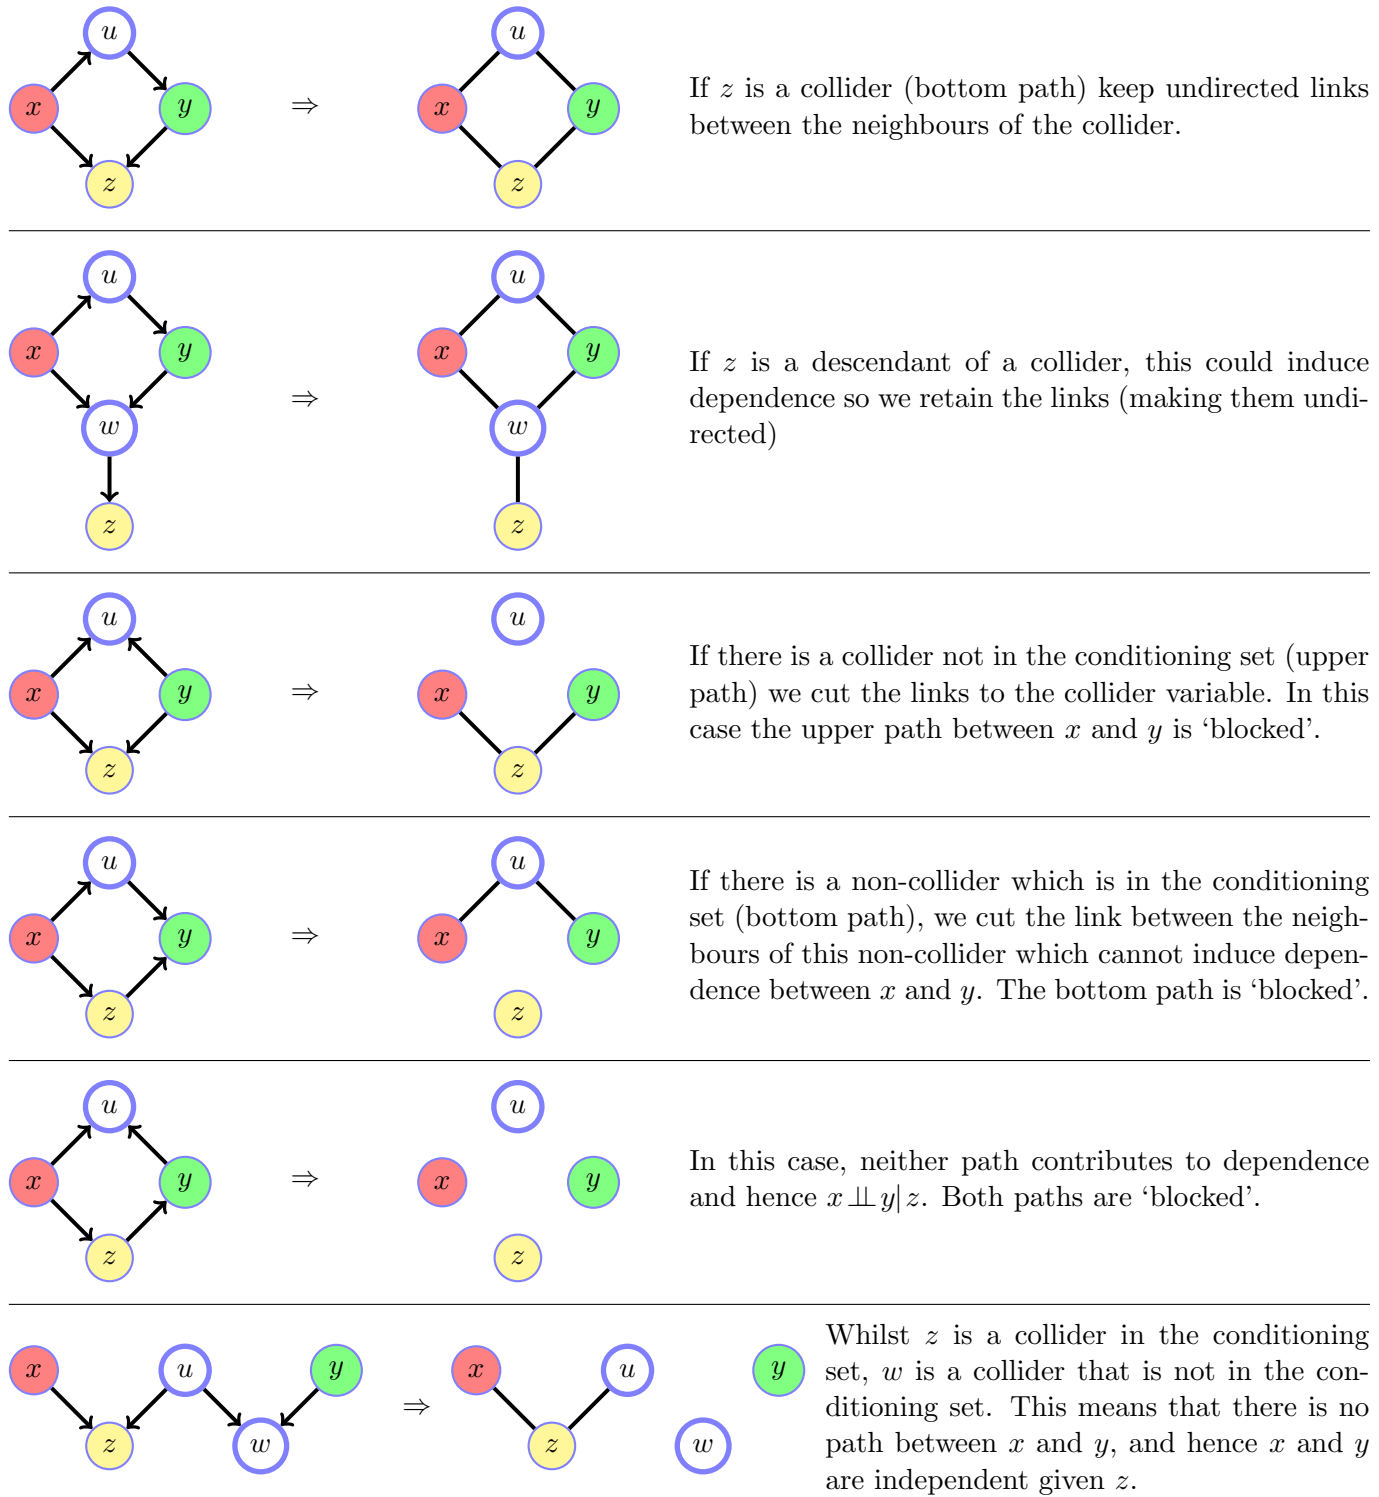 u
u
x
y
⇒
x
y
If z is a collider (bottom path) keep undirected links
between the neighbours of the collider.
z
z
u
u
x
y
x
y
⇒
If z is a descendant of a collider, this could induce
dependence so we retain the links (making them undi-
rected)
w
w
z
z
u
u
x
y
⇒
x
y
If there is a collider not in the conditioning set (upper
path) we cut the links to the collider variable. In this
case the upper path between x and y is ‘blocked’.
z
z
u
u
x
y
⇒
x
y
If there is a non-collider which is in the conditioning
set (bottom path), we cut the link between the neigh-
bours of this non-collider which cannot induce depen-
dence between x and y. The bottom path is ‘blocked’.
z
z
u
u
x
y
⇒
x
y
In this case, neither path contributes to dependence
and hence x ⫫ y| z. Both paths are ‘blocked’.
z
z
x
u
y
⇒
x
u
y
z
w
z
w
Whilst z is a collider in the conditioning
set, w is a collider that is not in the con-
ditioning set. This means that there is no
path between x and y, and hence x and y
are independent given z.